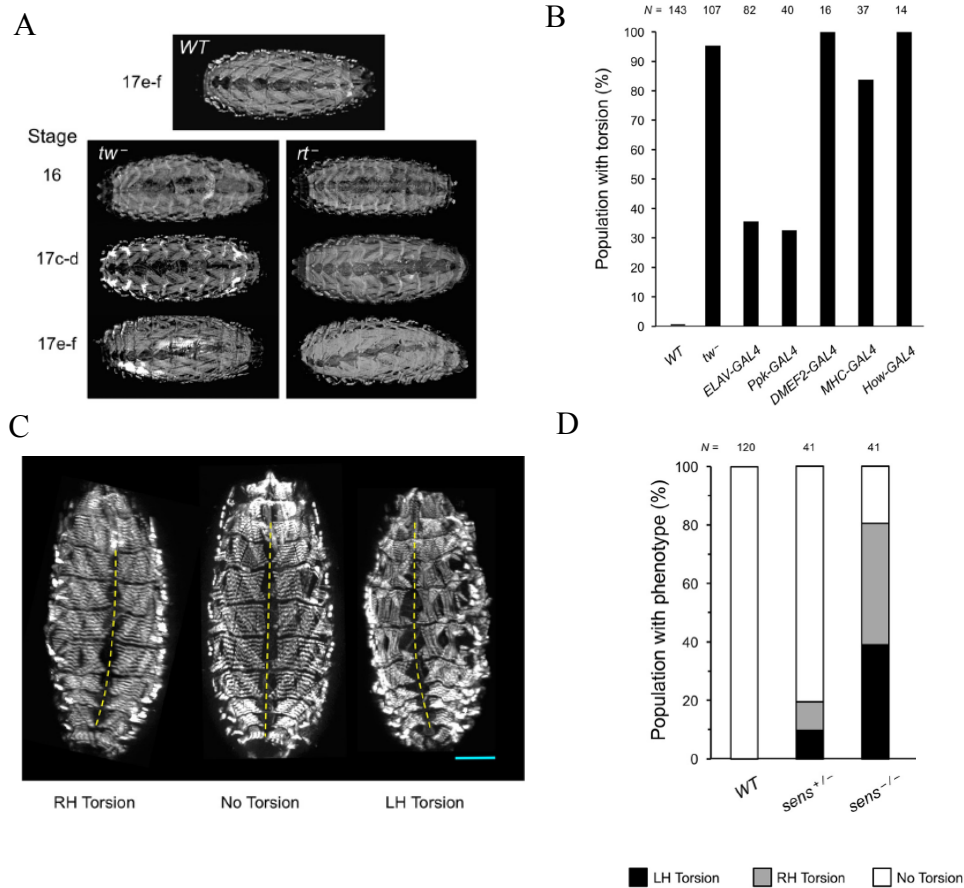 A
WT
17e-f
Stage
tw⁻
rt⁻
16
17c-d
17e-f
B
N = 143 107 82 40 16 37 14
Population with torsion (%)
100
90
80
70
60
50
40
30
20
10
0
WT
tw⁻
ELAV-GAL4
Ppk-GAL4
DMEF2-GAL4
MHC-GAL4
How-GAL4
C
RH Torsion
No Torsion
LH Torsion
D
N = 120 41 41
Population with phenotype (%)
100
80
60
40
20
0
WT
sens⁺/⁻
sens⁻/⁻
LH Torsion
RH Torsion
No Torsion